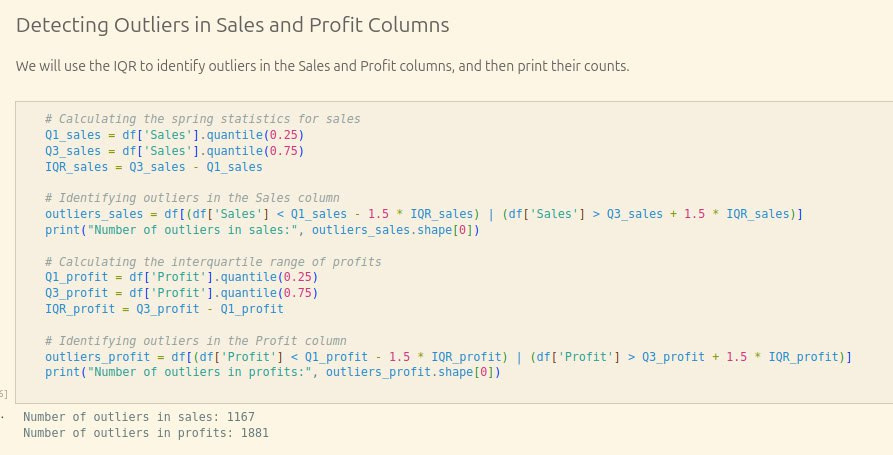 Detecting Outliers in Sales and Profit Columns
We will use the IQR to identify outliers in the Sales and Profit columns, and then print their counts.
# Calculating the spring statistics for sales
Q1_sales = df['Sales'].quantile(0.25)
Q3_sales = df['Sales'].quantile(0.75)
IQR_sales = Q3_sales - Q1_sales
# Identifying outliers in the Sales column
outliers_sales = df[(df['Sales'] < Q1_sales - 1.5 * IQR_sales) | (df['Sales'] > Q3_sales + 1.5 * IQR_sales)]
print("Number of outliers in sales:", outliers_sales.shape[0])
# Calculating the interquartile range of profits
Q1_profit = df['Profit'].quantile(0.25)
Q3_profit = df['Profit'].quantile(0.75)
IQR_profit = Q3_profit - Q1_profit
# Identifying outliers in the Profit column
outliers_profit = df[(df['Profit'] < Q1_profit - 1.5 * IQR_profit) | (df['Profit'] > Q3_profit + 1.5 * IQR_profit)]
print("Number of outliers in profits:", outliers_profit.shape[0])
Number of outliers in sales: 1167
Number of outliers in profits: 1881